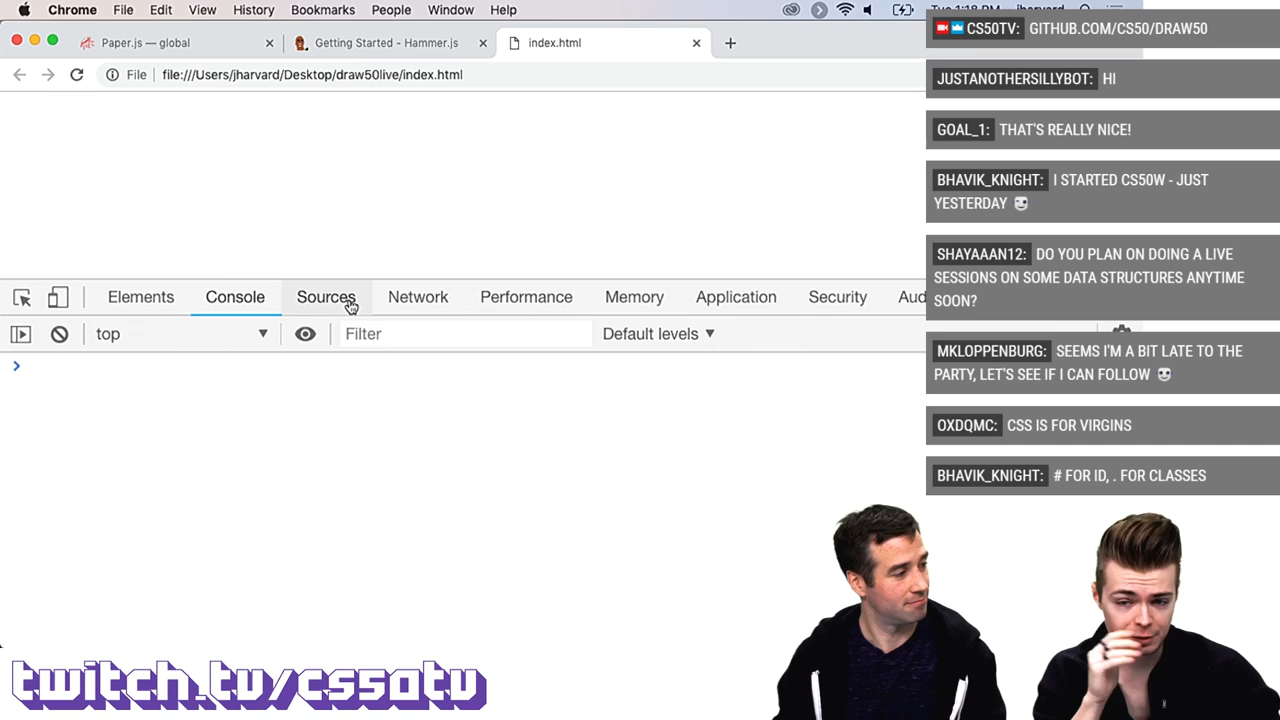 Chrome File Edit View History Bookmarks People Window Help
Paper.js — global
Getting Started - Hammer.js
index.html
File file:///Users/jharvard/Desktop/draw50live/index.html
Elements Console Sources Network Performance Memory Application Security Aud
top Filter Default levels
CS50TV: GITHUB.COM/CS50/DRAW50
JUSTANOTHERSILLYBOT: HI
GOAL_1: THAT'S REALLY NICE!
BHAVIK_KNIGHT: I STARTED CS50W - JUST
YESTERDAY
SHAYAAAN12: DO YOU PLAN ON DOING A LIVE
SESSIONS ON SOME DATA STRUCTURES ANYTIME
SOON?
MKLOPPENBURG: SEEMS I'M A BIT LATE TO THE
PARTY, LET'S SEE IF I CAN FOLLOW
OXDQMC: CSS IS FOR VIRGINS
BHAVIK_KNIGHT: # FOR ID, . FOR CLASSES
twitch.tv/cs50tv